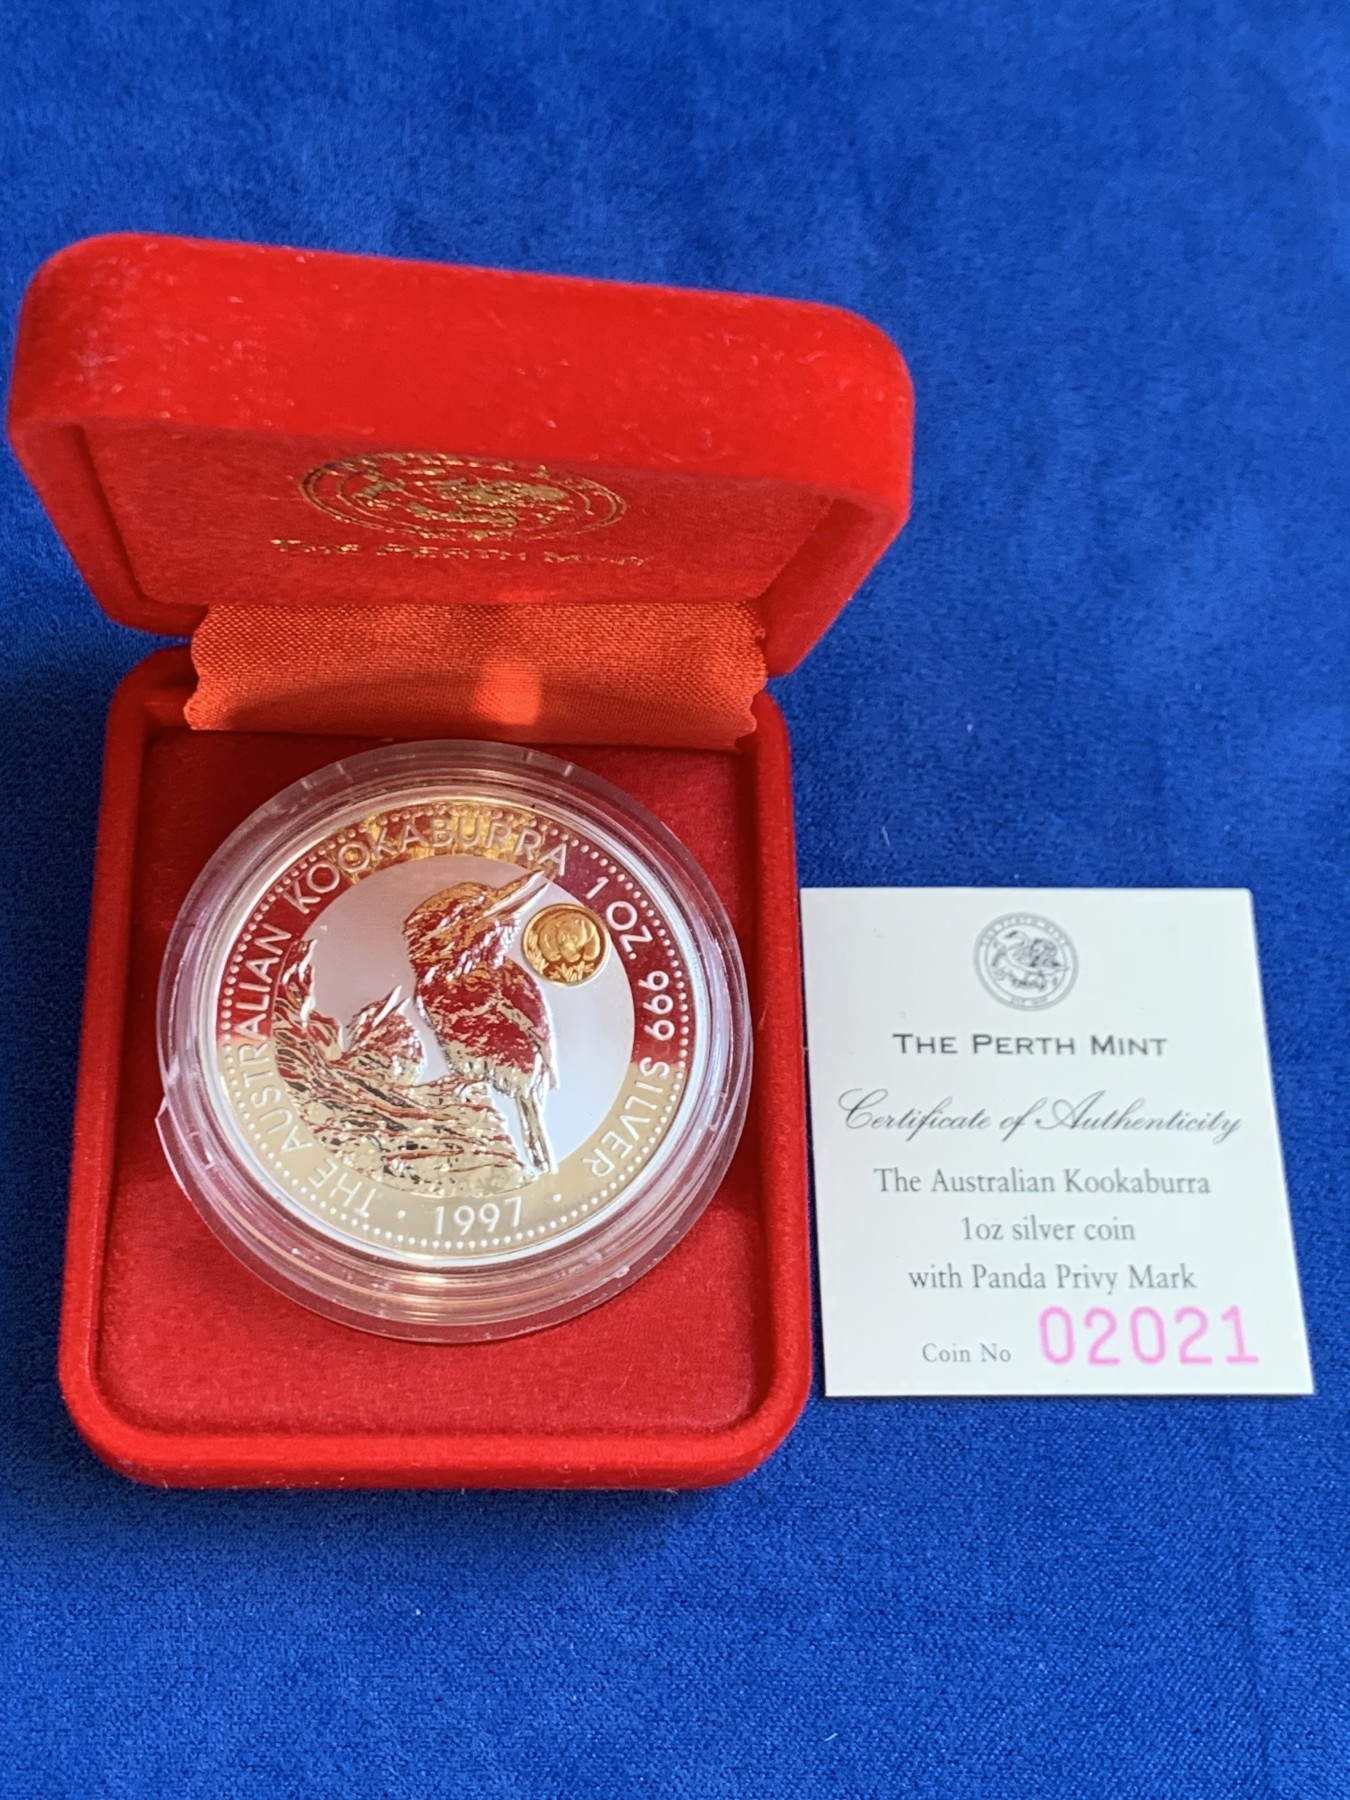 THE PERTH MINT
THE AUSTRALIAN KOOKABURRA 1 OZ. 999 SILVER
• 1997 •
THE PERTH MINT
Certificate of Authenticity
The Australian Kookaburra
1oz silver coin
with Panda Privy Mark
Coin No 02021